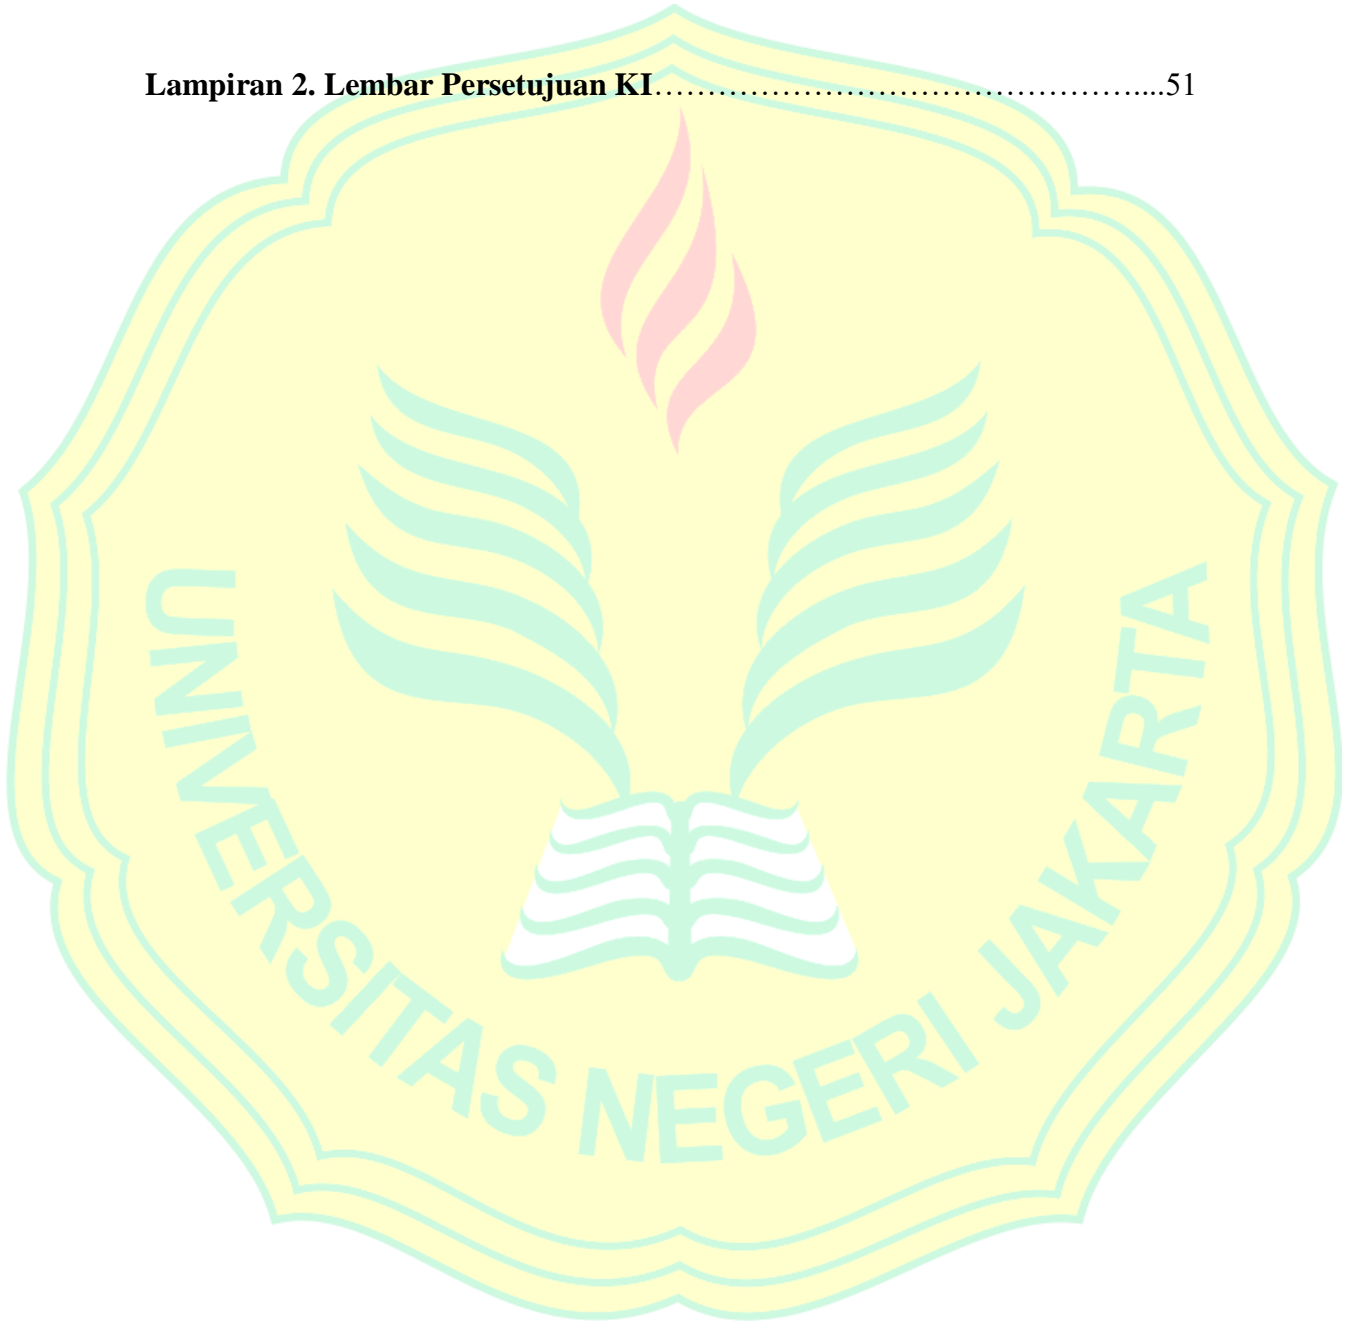 Lampiran 2. Lembar Persetujuan KI………………………………………....51
UNIVERSITAS NEGERI JAKARTA